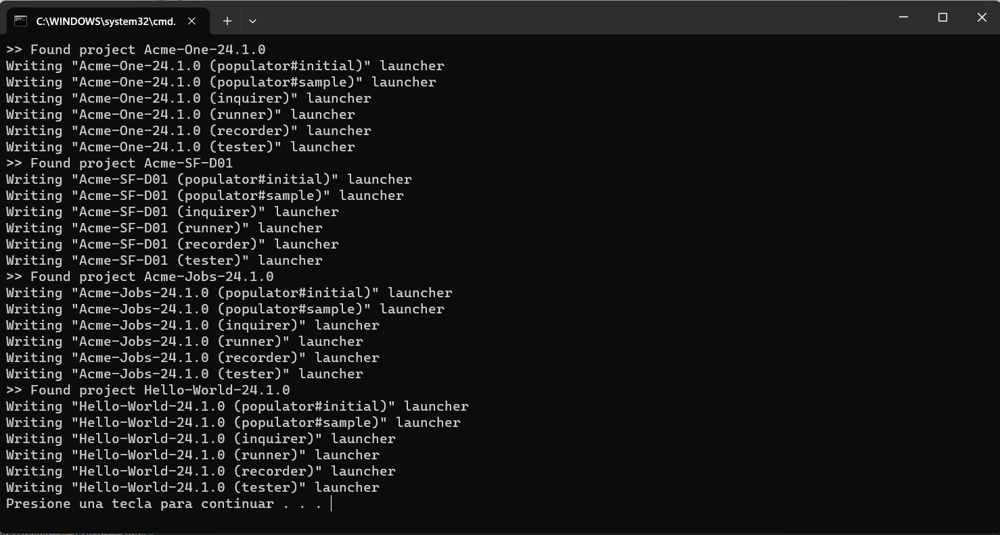 C:\WINDOWS\system32\cmd.
>> Found project Acme-One-24.1.0
Writing "Acme-One-24.1.0 (populator#initial)" launcher
Writing "Acme-One-24.1.0 (populator#sample)" launcher
Writing "Acme-One-24.1.0 (inquirer)" launcher
Writing "Acme-One-24.1.0 (runner)" launcher
Writing "Acme-One-24.1.0 (recorder)" launcher
Writing "Acme-One-24.1.0 (tester)" launcher
>> Found project Acme-SF-D01
Writing "Acme-SF-D01 (populator#initial)" launcher
Writing "Acme-SF-D01 (populator#sample)" launcher
Writing "Acme-SF-D01 (inquirer)" launcher
Writing "Acme-SF-D01 (runner)" launcher
Writing "Acme-SF-D01 (recorder)" launcher
Writing "Acme-SF-D01 (tester)" launcher
>> Found project Acme-Jobs-24.1.0
Writing "Acme-Jobs-24.1.0 (populator#initial)" launcher
Writing "Acme-Jobs-24.1.0 (populator#sample)" launcher
Writing "Acme-Jobs-24.1.0 (inquirer)" launcher
Writing "Acme-Jobs-24.1.0 (runner)" launcher
Writing "Acme-Jobs-24.1.0 (recorder)" launcher
Writing "Acme-Jobs-24.1.0 (tester)" launcher
>> Found project Hello-World-24.1.0
Writing "Hello-World-24.1.0 (populator#initial)" launcher
Writing "Hello-World-24.1.0 (populator#sample)" launcher
Writing "Hello-World-24.1.0 (inquirer)" launcher
Writing "Hello-World-24.1.0 (runner)" launcher
Writing "Hello-World-24.1.0 (recorder)" launcher
Writing "Hello-World-24.1.0 (tester)" launcher
Presione una tecla para continuar . . .